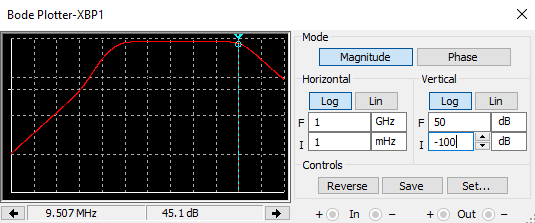 Bode Plotter-XBP1
Mode
Magnitude Phase
Horizontal Vertical
Log Lin Log Lin
F 1 GHz F 50 dB
I 1 mHz I -100 dB
Controls
Reverse Save Set...
9.507 MHz 45.1 dB + In − + Out −